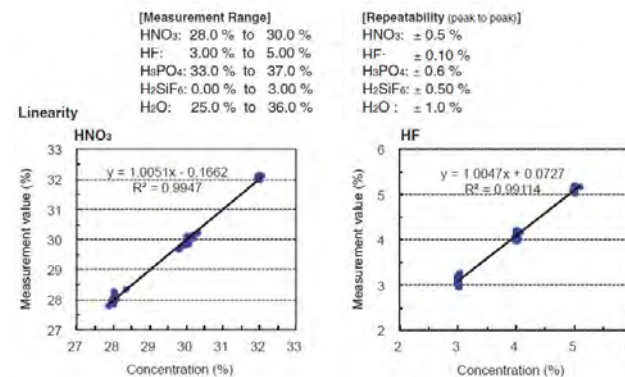 [Measurement Range]
HNO3: 28.0 % to 30.0 %
HF: 3.00 % to 5.00 %
H3PO4: 33.0 % to 37.0 %
H2SiF6: 0.00 % to 3.00 %
H2O: 25.0 % to 36.0 %
[Repeatability (peak to peak)]
HNO3: ± 0.5 %
HF: ± 0.10 %
H3PO4: ± 0.6 %
H2SiF6: ± 0.50 %
H2O : ± 1.0 %
Linearity
HNO3
Measurement value (%)
33
32
31
30
29
28
27
y = 1.0051x - 0.1662
R² = 0.9947
27 28 29 30 31 32 33
Concentration (%)
HF
Measurement value (%)
6
5
4
3
2
y = 1.0047x + 0.0727
R² = 0.99114
2 3 4 5
Concentration (%)